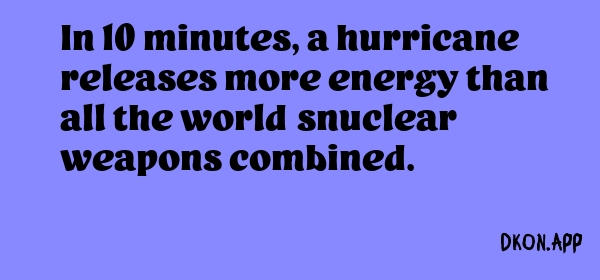 In 10 minutes, a hurricane
releases more energy than
all the world snuclear
weapons combined.
DKON.APP